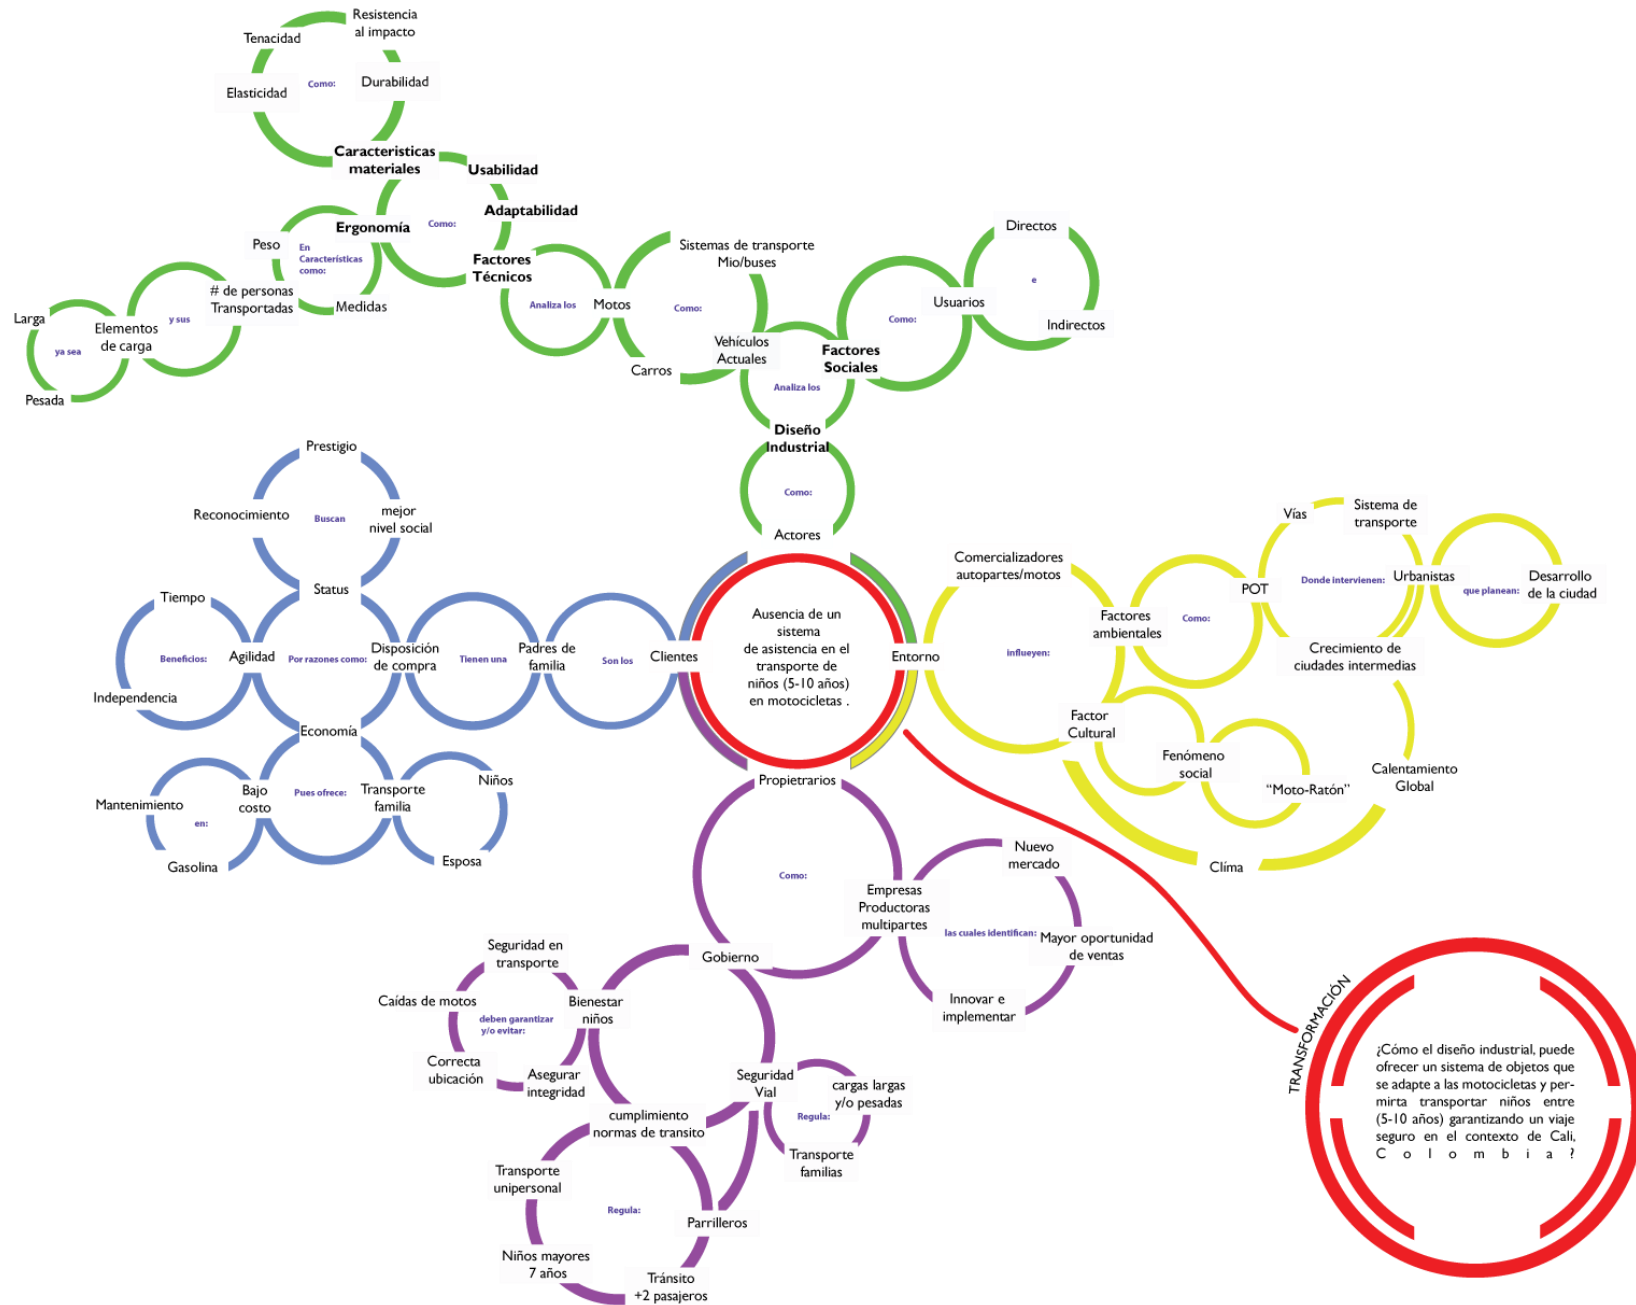 Resistencia
al impacto
Tenacidad
Como:
Durabilidad
Elasticidad
Caracteristicas
materiales
Usabilidad
Adaptabilidad
Como:
Ergonomía
Factores
Técnicos
Peso
En
Características
como:
Medidas
# de personas
Transportadas
y sus
Elementos
de carga
Larga
ya sea
Pesada
Analiza los
Motos
Sistemas de transporte
Mio/buses
Como:
Carros
Vehículos
Actuales
Analiza los
Factores
Sociales
Como:
Usuarios
Directos
e
Indirectos
Diseño
Industrial
Como:
Actores
Prestigio
Reconocimiento
Buscan
mejor
nivel social
Status
Tiempo
Beneficios:
Agilidad
Independencia
Por razones como:
Disposición
de compra
Tienen una
Padres de
familia
Son los
Clientes
Economía
Mantenimiento
en:
Gasolina
Bajo
costo
Pues ofrece:
Transporte
familia
Niños
Esposa
Ausencia de un
sistema
de asistencia en el
transporte de
niños (5-10 años)
en motocicletas .
Entorno
Comercializadores
autopartes/motos
influeyen:
Factores
ambientales
Como:
POT
Vías
Sistema de
transporte
Donde intervienen:
Urbanistas
que planean:
Desarrollo
de la ciudad
Crecimiento de
ciudades intermedias
Factor
Cultural
Fenómeno
social
“Moto-Ratón”
Calentamiento
Global
Clíma
Propietrarios
Como:
Empresas
Productoras
multipartes
las cuales identifican:
Nuevo
mercado
Mayor oportunidad
de ventas
Innovar e
implementar
Gobierno
Seguridad en
transporte
Caídas de motos
deben garantizar
y/o evitar:
Bienestar
niños
Correcta
ubicación
Asegurar
integridad
Seguridad
Vial
Regula:
cargas largas
y/o pesadas
Transporte
familias
cumplimiento
normas de transito
Transporte
unipersonal
Regula:
Parrilleros
Niños mayores
7 años
Tránsito
+2 pasajeros
TRANSFORMACIÓN
¿Cómo el diseño industrial, puede
ofrecer un sistema de objetos que
se adapte a las motocicletas y per-
mirta transportar niños entre
(5-10 años) garantizando un viaje
seguro en el contexto de Cali,
C o l o m b i a ?